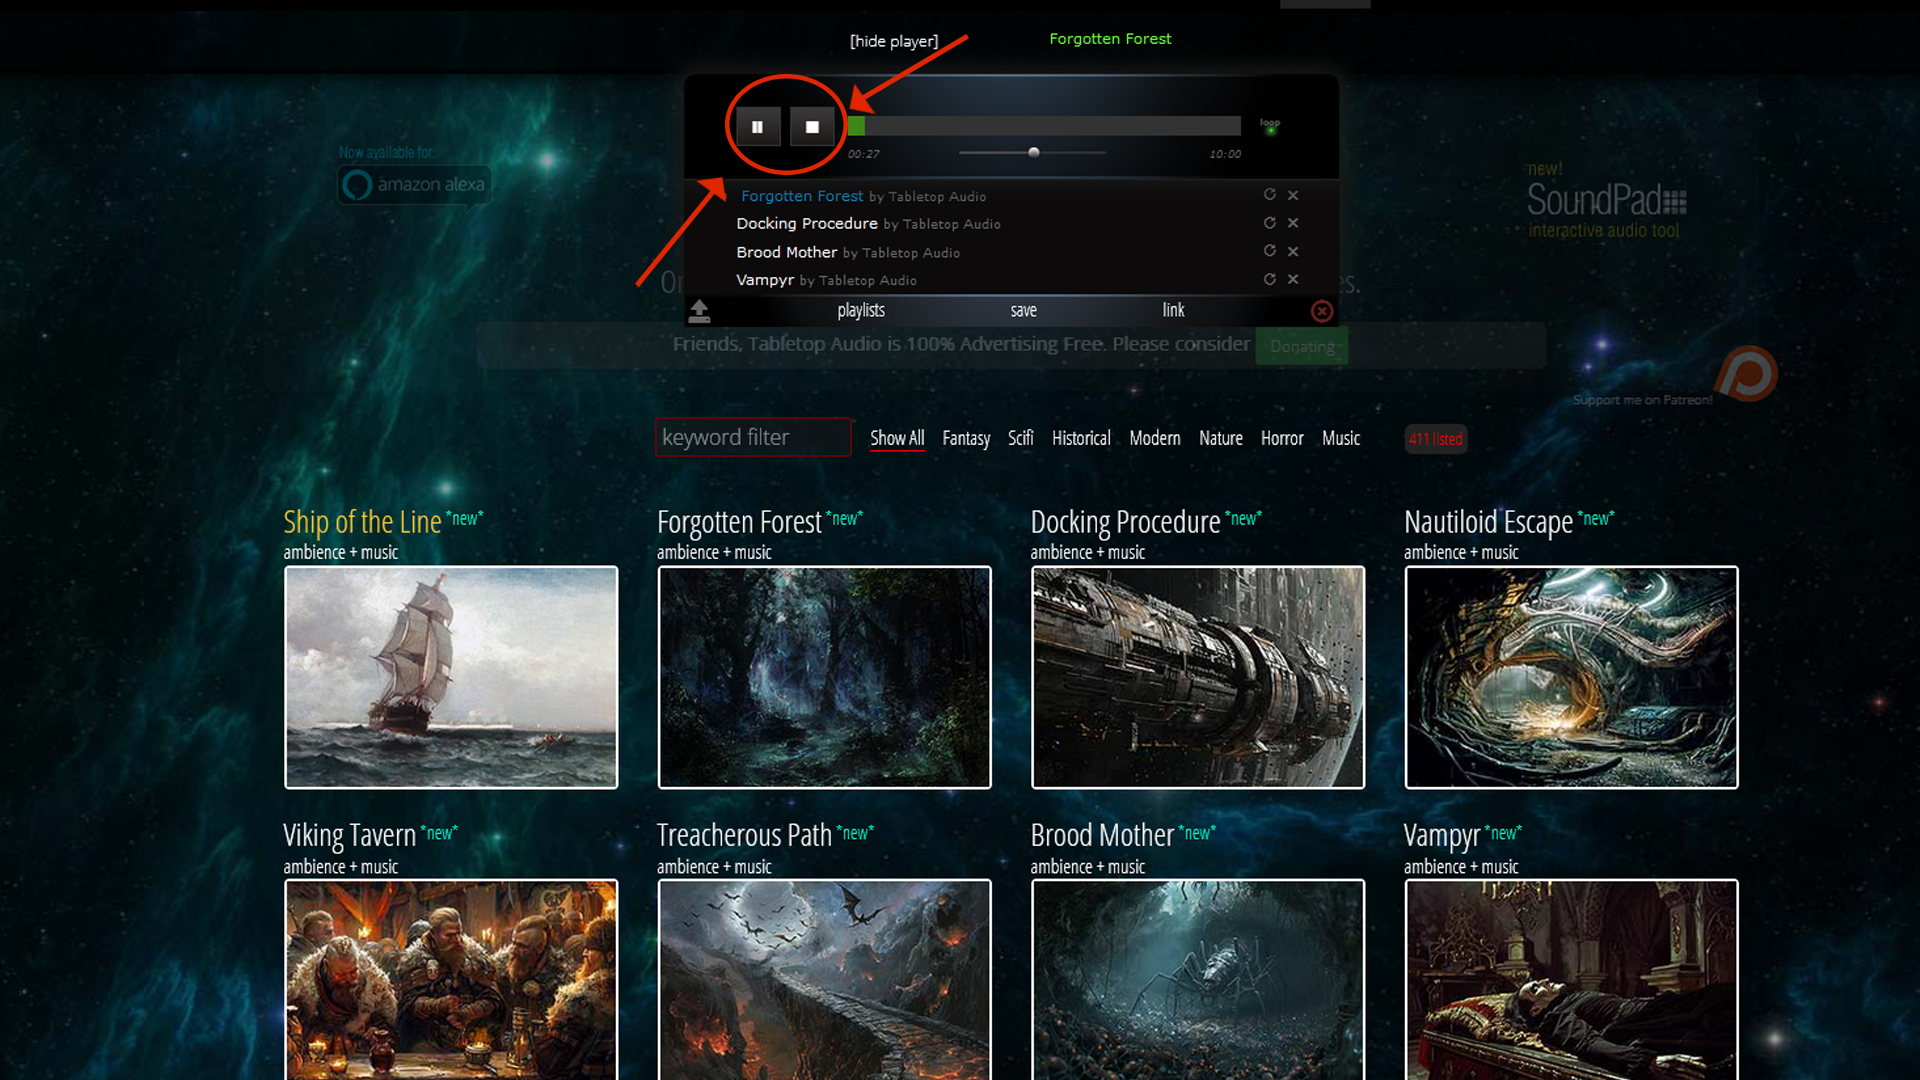 [hide player]
Forgotten Forest
loop
00:27
10:00
Now available for:
amazon alexa
new!
SoundPad
interactive audio tool
Forgotten Forest by Tabletop Audio
Docking Procedure by Tabletop Audio
Brood Mother by Tabletop Audio
Vampyr by Tabletop Audio
playlists save link
Friends, Tabletop Audio is 100% Advertising Free. Please consider Donating
Support me on Patreon!
keyword filter
Show All Fantasy Scifi Historical Modern Nature Horror Music
411 listed
Ship of the Line *new*
ambience + music
Forgotten Forest *new*
ambience + music
Docking Procedure *new*
ambience + music
Nautiloid Escape *new*
ambience + music
Viking Tavern *new*
ambience + music
Treacherous Path *new*
ambience + music
Brood Mother *new*
ambience + music
Vampyr *new*
ambience + music